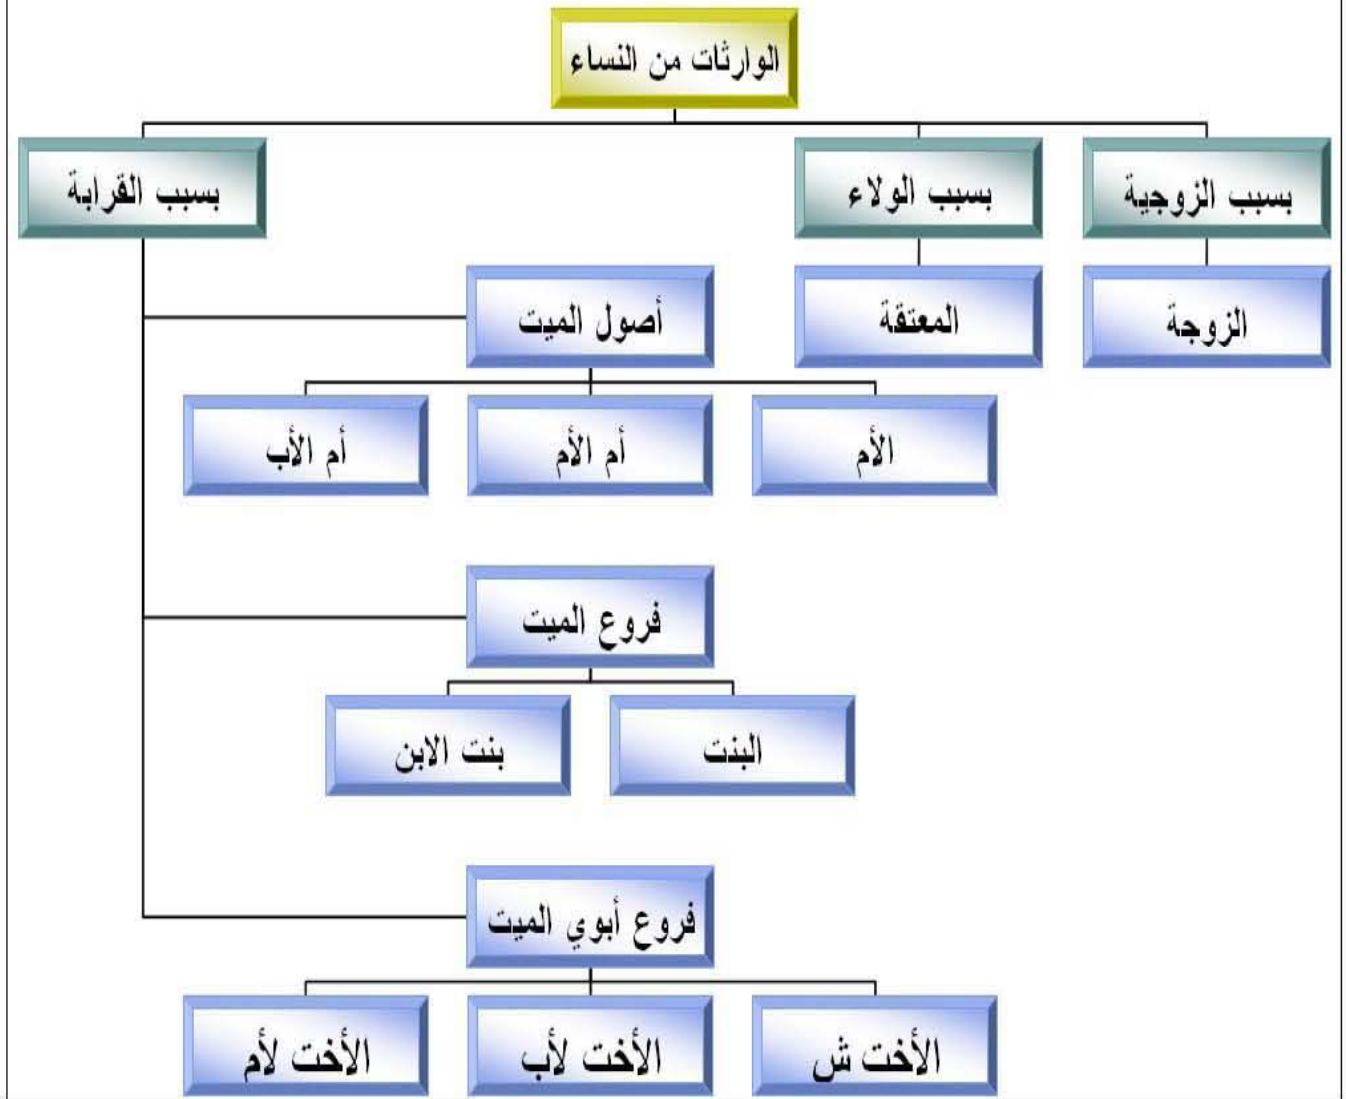 الوارثات من النساء
بسبب الزوجية
بسبب الولاء
بسبب القرابة
الزوجة
المعتقة
أصول الميت
الأم
أم الأم
أم الأب
فروع الميت
البنت
بنت الابن
فروع أبوي الميت
الأخت ش
الأخت لأب
الأخت لأم